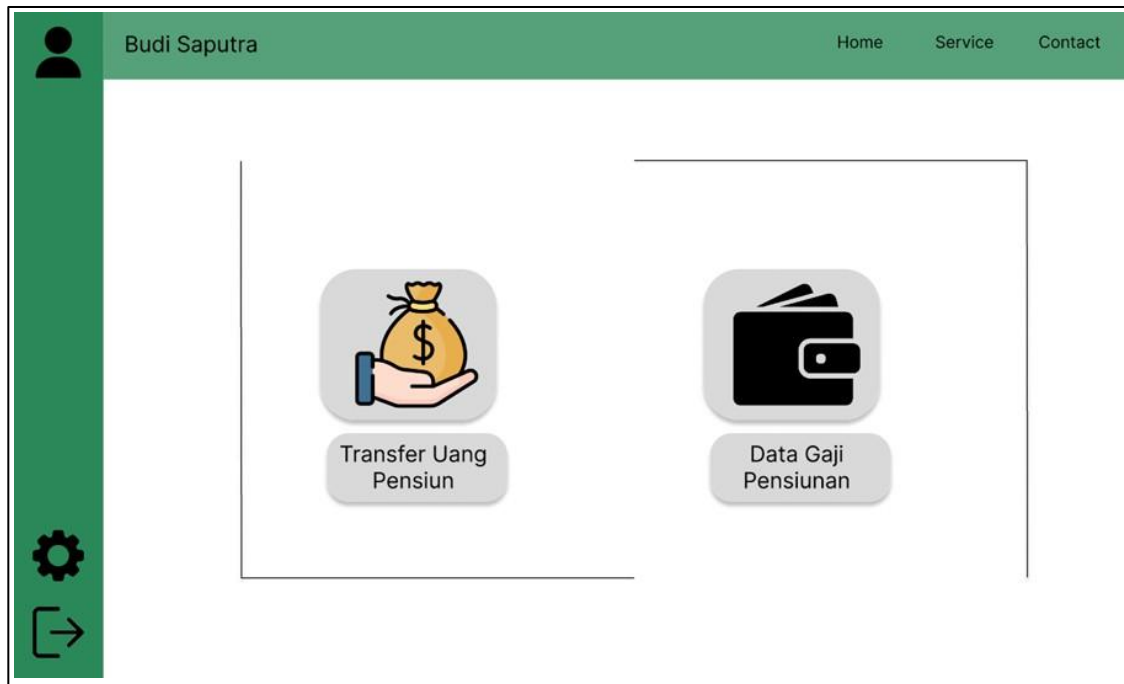 Budi Saputra
Home
Service
Contact
$
Transfer Uang
Pensiun
Data Gaji
Pensiunan